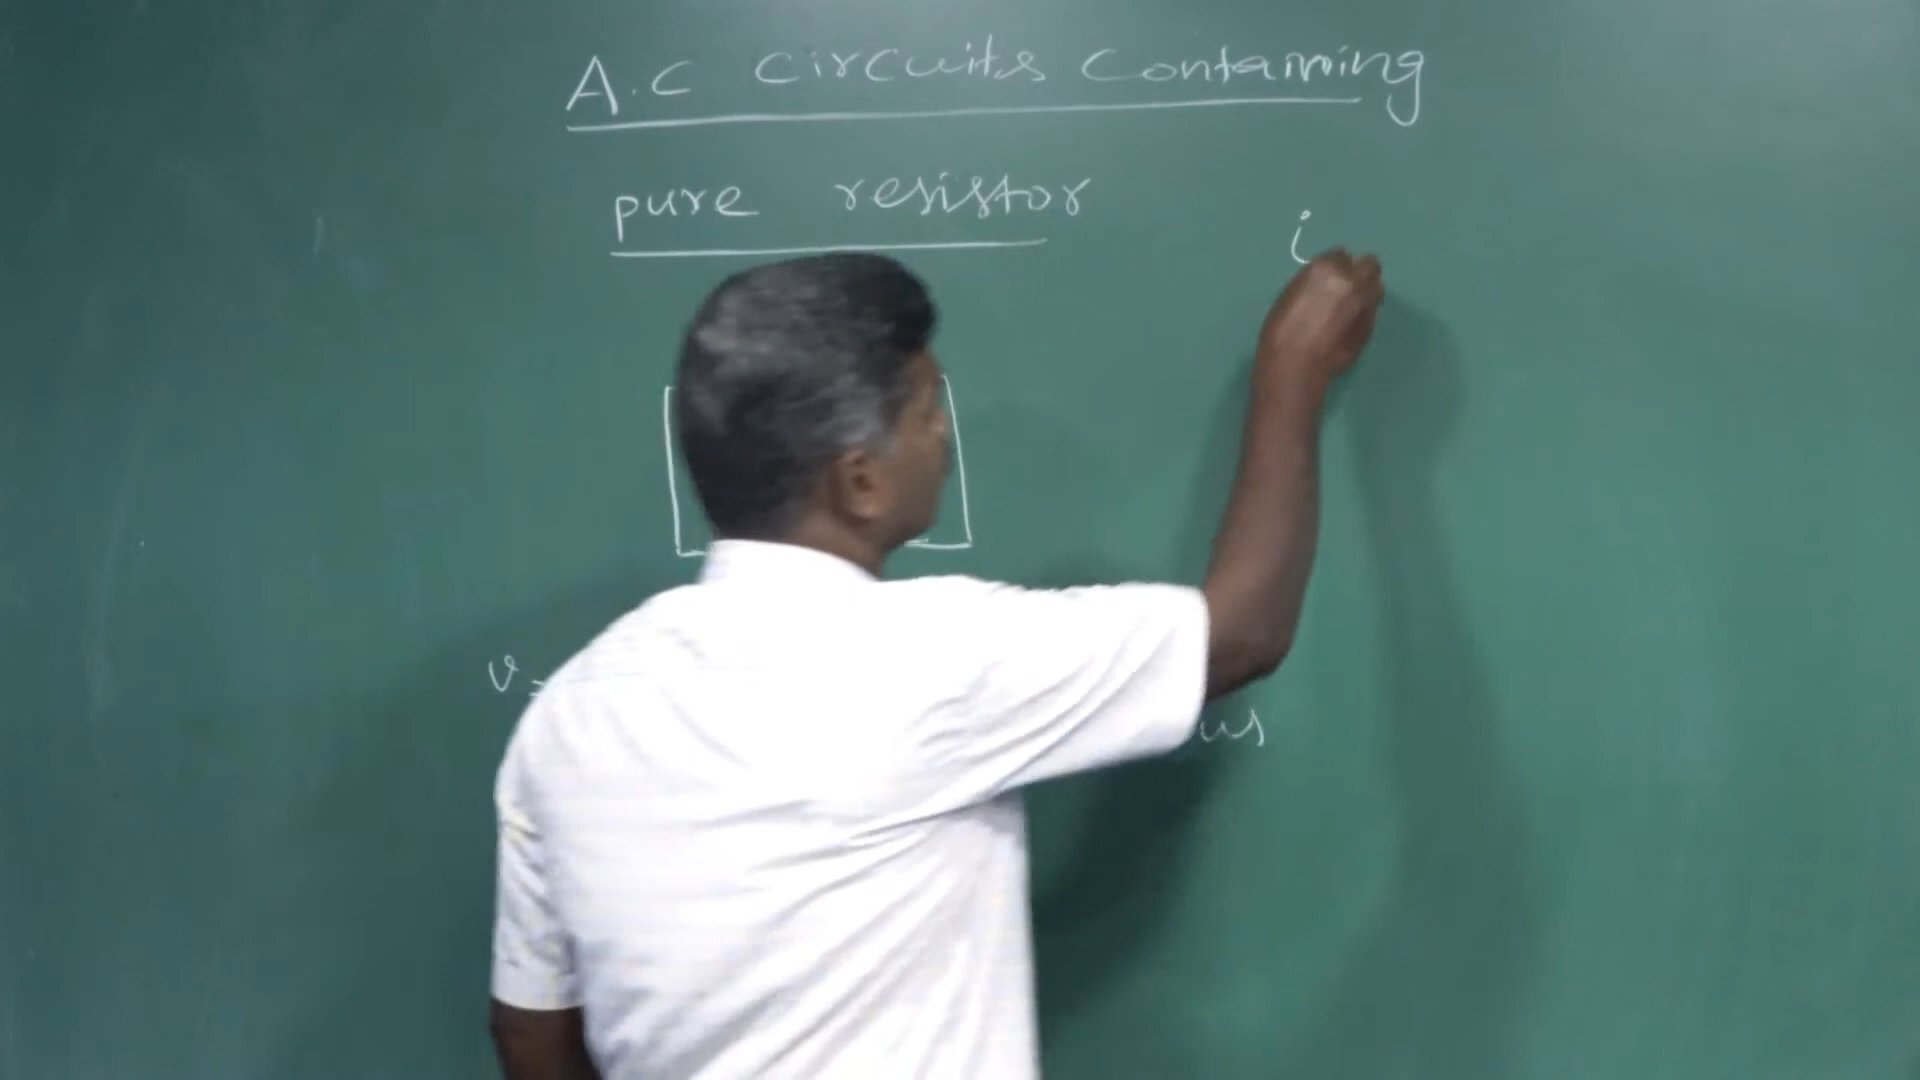 A.C Circuits Containing
pure resistor
i
v =